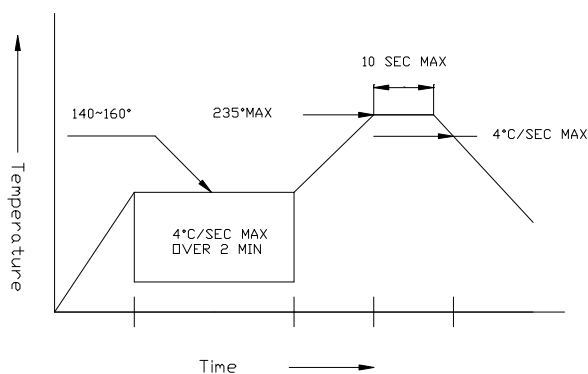 10 SEC MAX
140~160°
235°MAX
4°C/SEC MAX
Temperature
4°C/SEC MAX
OVER 2 MIN
Time